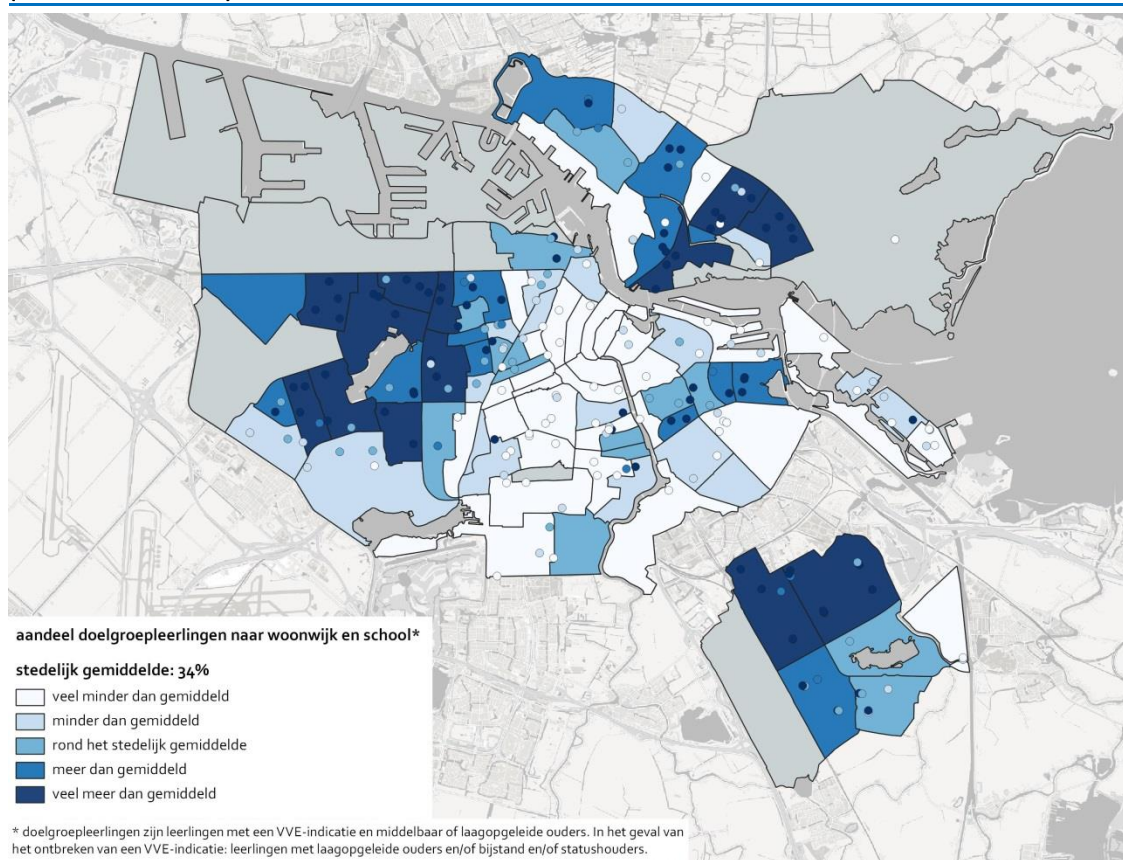 aandeel doelgroepleerlingen naar woonwijk en school*
stedelijk gemiddelde: 34%
veel minder dan gemiddeld
minder dan gemiddeld
rond het stedelijk gemiddelde
meer dan gemiddeld
veel meer dan gemiddeld
* doelgroepleerlingen zijn leerlingen met een VVE-indicatie en middelbaar of laagopgeleide ouders. In het geval van
het ontbreken van een VVE-indicatie: leerlingen met laagopgeleide ouders en/of bijstand en/of statushouders.